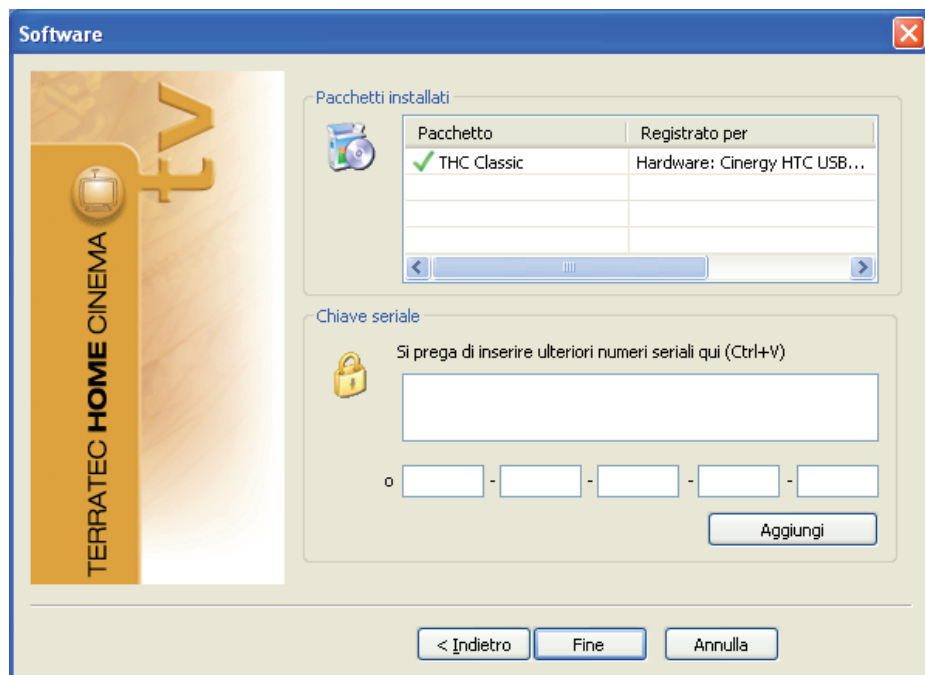 Software
tv
TERRATEC HOME CINEMA
Pacchetti installati
Pacchetto Registrato per
THC Classic Hardware: Cinergy HTC USB...
Chiave seriale
Si prega di inserire ulteriori numeri seriali qui (Ctrl+V)
o - - - -
Aggiungi
< Indietro Fine Annulla